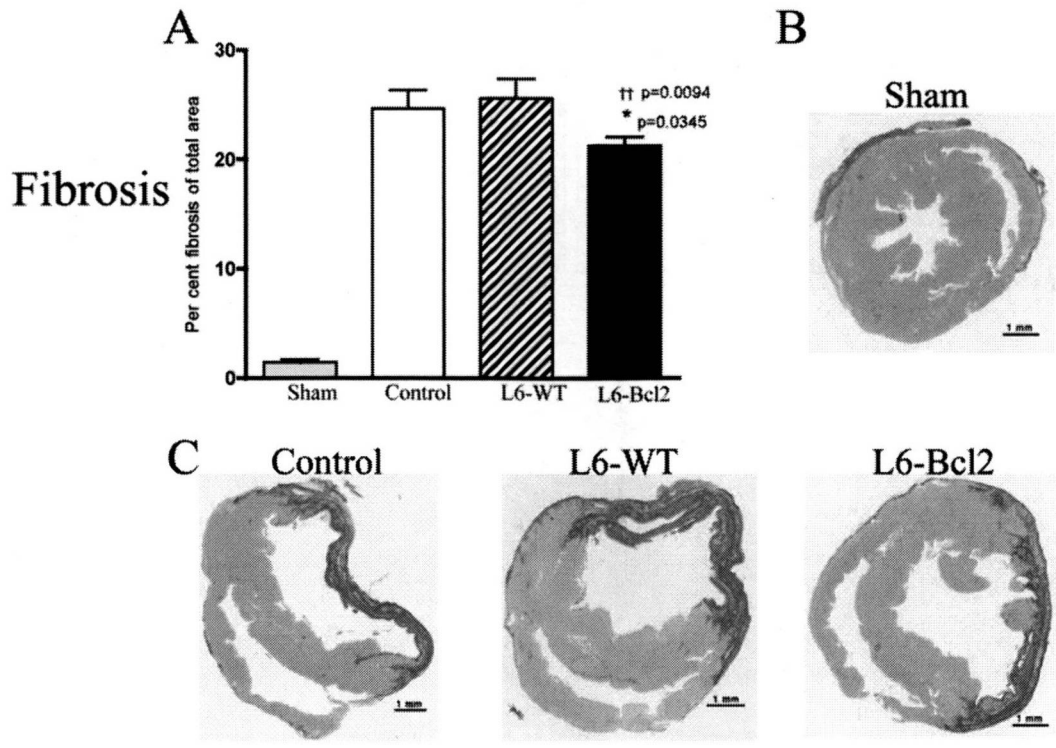 A
B
Fibrosis
Per cent fibrosis of total area
30
20
10
0
†† p=0.0094
* p=0.0345
Sham
Control
L6-WT
L6-Bcl2
Sham
1 mm
C
Control
L6-WT
L6-Bcl2
1 mm
1 mm
1 mm